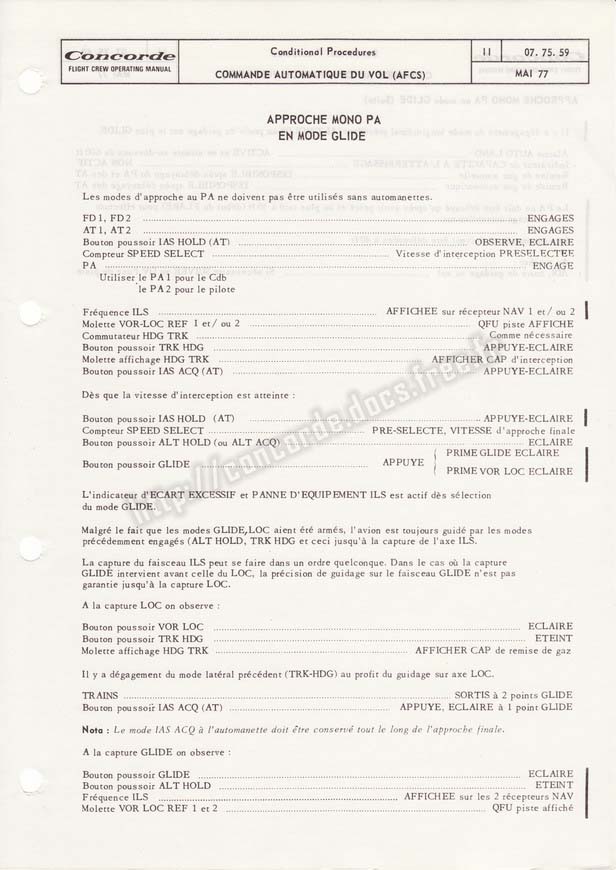 Concorde
FLIGHT CREW OPERATING MANUAL
Conditional Procedures
COMMANDE AUTOMATIQUE DU VOL (AFCS)
11
07. 75. 59
MAI 77
APPROCHE MONO PA
EN MODE GLIDE
Les modes d'approche au PA ne doivent pas être utilisés sans automanettes.
FD 1, FD 2 ........ ENGAGES
AT 1, AT 2 ........ ENGAGES
Bouton poussoir IAS HOLD (AT) ........ OBSERVE, ECLAIRE
Compteur SPEED SELECT ........ Vitesse d'interception PRESELECTEE
PA ........ ENGAGE
Utiliser le PA 1 pour le Cdb
le PA 2 pour le pilote
Fréquence ILS ........ AFFICHEE sur récepteur NAV 1 et/ ou 2
Molette VOR-LOC REF 1 et/ ou 2 ........ QFU piste AFFICHE
Commutateur HDG TRK ........ Comme nécessaire
Bouton poussoir TRK HDG ........ APPUYE-ECLAIRE
Molette affichage HDG TRK ........ AFFICHER CAP d'interception
Bouton poussoir IAS ACQ (AT) ........ APPUYE-ECLAIRE
Dès que la vitesse d'interception est atteinte :
Bouton poussoir IAS HOLD (AT) ........ APPUYE-ECLAIRE
Compteur SPEED SELECT ........ PRE-SELECTE, VITESSE d'approche finale
Bouton poussoir ALT HOLD (ou ALT ACQ) ........ ECLAIRE
Bouton poussoir GLIDE ........ APPUYE { PRIME GLIDE ECLAIRE
PRIME VOR LOC ECLAIRE
L'indicateur d'ECART EXCESSIF et PANNE D'EQUIPEMENT ILS est actif dès sélection
du mode GLIDE.
Malgré le fait que les modes GLIDE, LOC aient été armés, l'avion est toujours guidé par les modes
précédemment engagés (ALT HOLD, TRK HDG et ceci jusqu'à la capture de l'axe ILS.
La capture du faisceau ILS peut se faire dans un ordre quelconque. Dans le cas où la capture
GLIDE intervient avant celle du LOC, la précision de guidage sur le faisceau GLIDE n'est pas
garantie jusqu'à la capture LOC.
A la capture LOC on observe :
Bouton poussoir VOR LOC ........ ECLAIRE
Bouton poussoir TRK HDG ........ ETEINT
Molette affichage HDG TRK ........ AFFICHER CAP de remise de gaz
Il y a dégagement du mode latéral précédent (TRK-HDG) au profit du guidage sur axe LOC.
TRAINS ........ SORTIS à 2 points GLIDE
Bouton poussoir IAS ACQ (AT) ........ APPUYE, ECLAIRE à 1 point GLIDE
Nota : Le mode IAS ACQ à l'automanette doit être conservé tout le long de l'approche finale.
A la capture GLIDE on observe :
Bouton poussoir GLIDE ........ ECLAIRE
Bouton poussoir ALT HOLD ........ ETEINT
Fréquence ILS ........ AFFICHEE sur les 2 récepteurs NAV
Molette VOR LOC REF 1 et 2 ........ QFU piste affiché
http://concorde.docs.free.fr